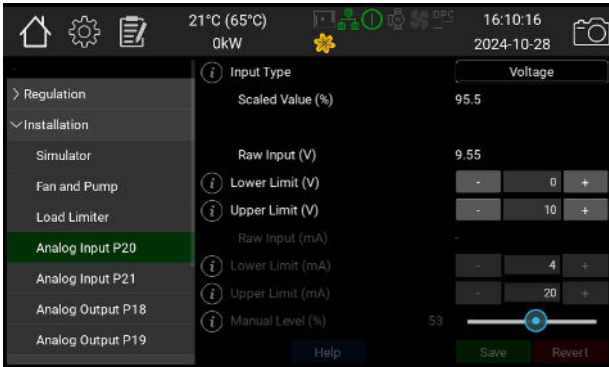 21°C (65°C)
0kW
DPC
16:10:16
2024-10-28
Regulation
Installation
Simulator
Fan and Pump
Load Limiter
Analog Input P20
Analog Input P21
Analog Output P18
Analog Output P19
Input Type Voltage
Scaled Value (%) 95.5
Raw Input (V) 9.55
Lower Limit (V) - 0 +
Upper Limit (V) - 10 +
Raw Input (mA) -
Lower Limit (mA) - 4 +
Upper Limit (mA) - 20 +
Manual Level (%) 53
Help Save Revert